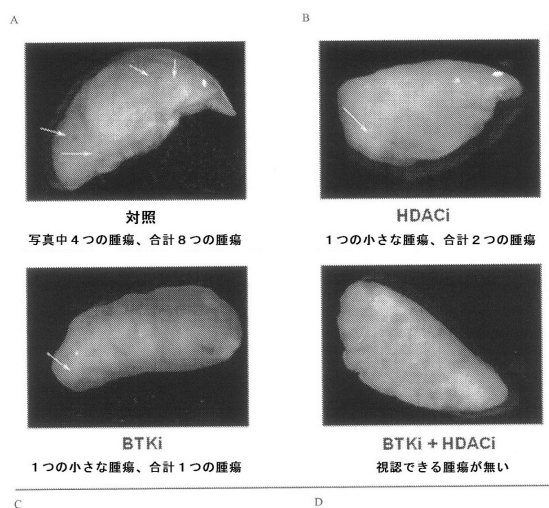 A
B
対照
写真中４つの腫瘍、合計８つの腫瘍
HDACi
１つの小さな腫瘍、合計２つの腫瘍
BTKi
１つの小さな腫瘍、合計１つの腫瘍
BTKi + HDACi
視認できる腫瘍が無い
C
D